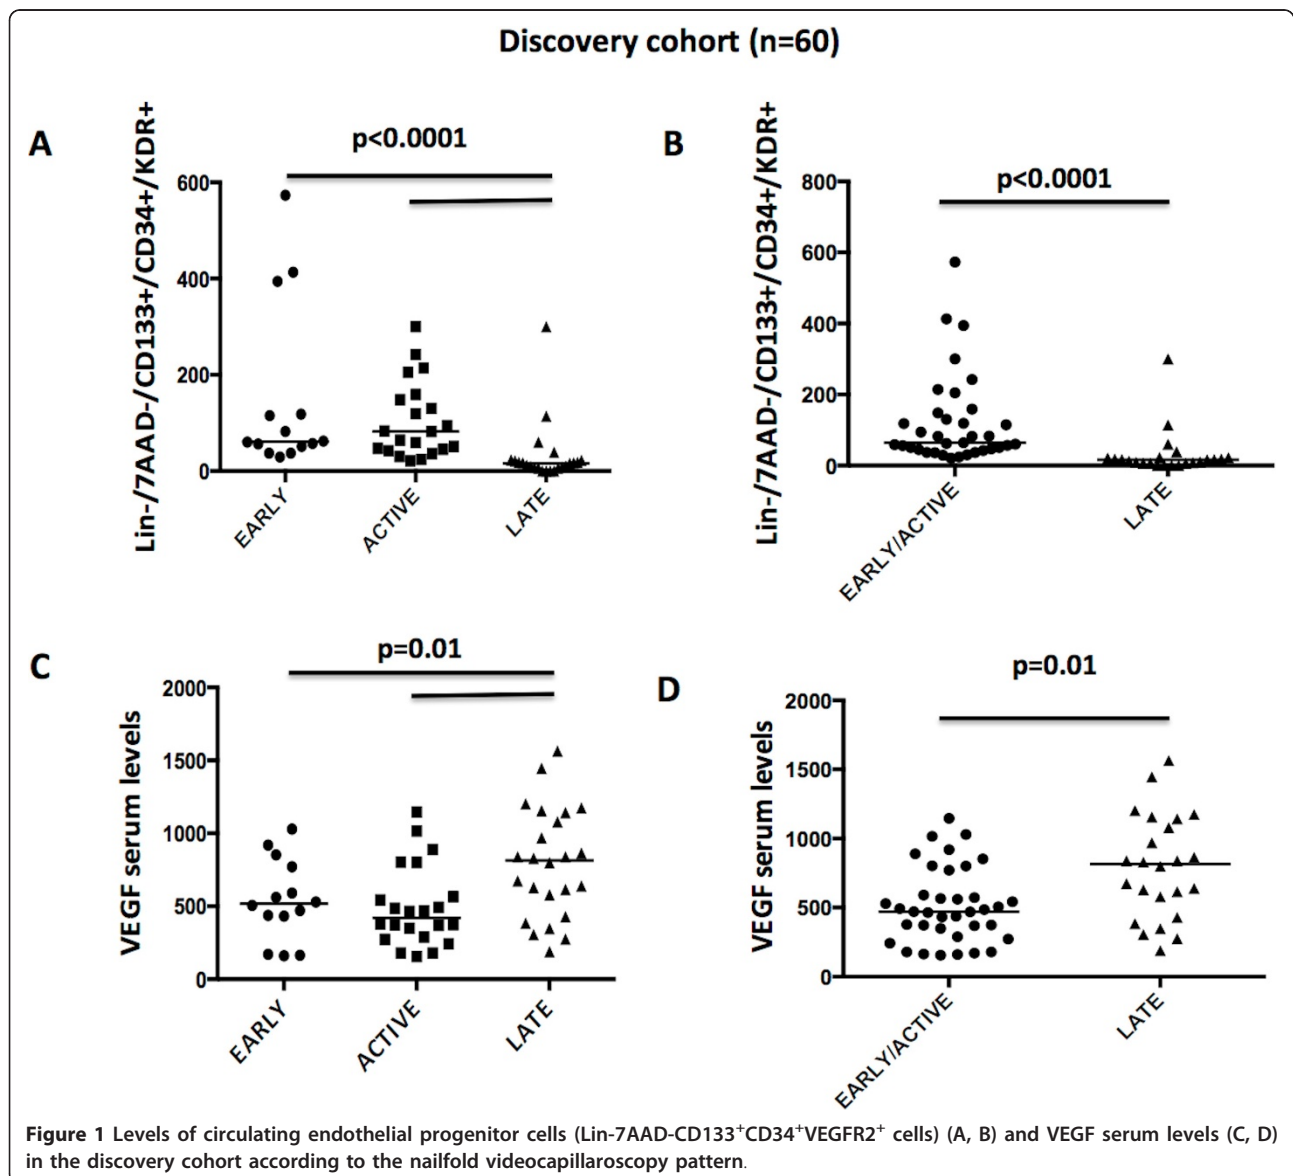 Discovery cohort (n=60)
A
Lin-/7AAD-/CD133+/CD34+/KDR+
p<0.0001
600
400
200
0
EARLY
ACTIVE
LATE
B
Lin-/7AAD-/CD133+/CD34+/KDR+
p<0.0001
800
600
400
200
0
EARLY/ACTIVE
LATE
C
VEGF serum levels
p=0.01
2000
1500
1000
500
0
EARLY
ACTIVE
LATE
D
VEGF serum levels
p=0.01
2000
1500
1000
500
0
EARLY/ACTIVE
LATE
Figure 1 Levels of circulating endothelial progenitor cells (Lin-7AAD-CD133⁺CD34⁺VEGFR2⁺ cells) (A, B) and VEGF serum levels (C, D)
in the discovery cohort according to the nailfold videocapillaroscopy pattern.